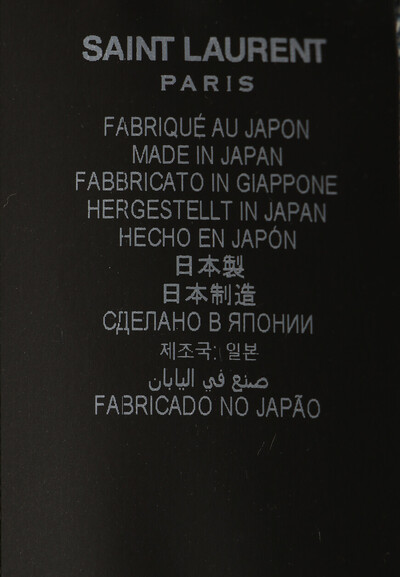 SAINT LAURENT
PARIS
FABRIQUÉ AU JAPON
MADE IN JAPAN
FABBRICATO IN GIAPPONE
HERGESTELLT IN JAPAN
HECHO EN JAPÓN
日本製
日本制造
СДЕЛАНО В ЯПОНИИ
제조국: 일본
صنع في اليابان
FABRICADO NO JAPÃO